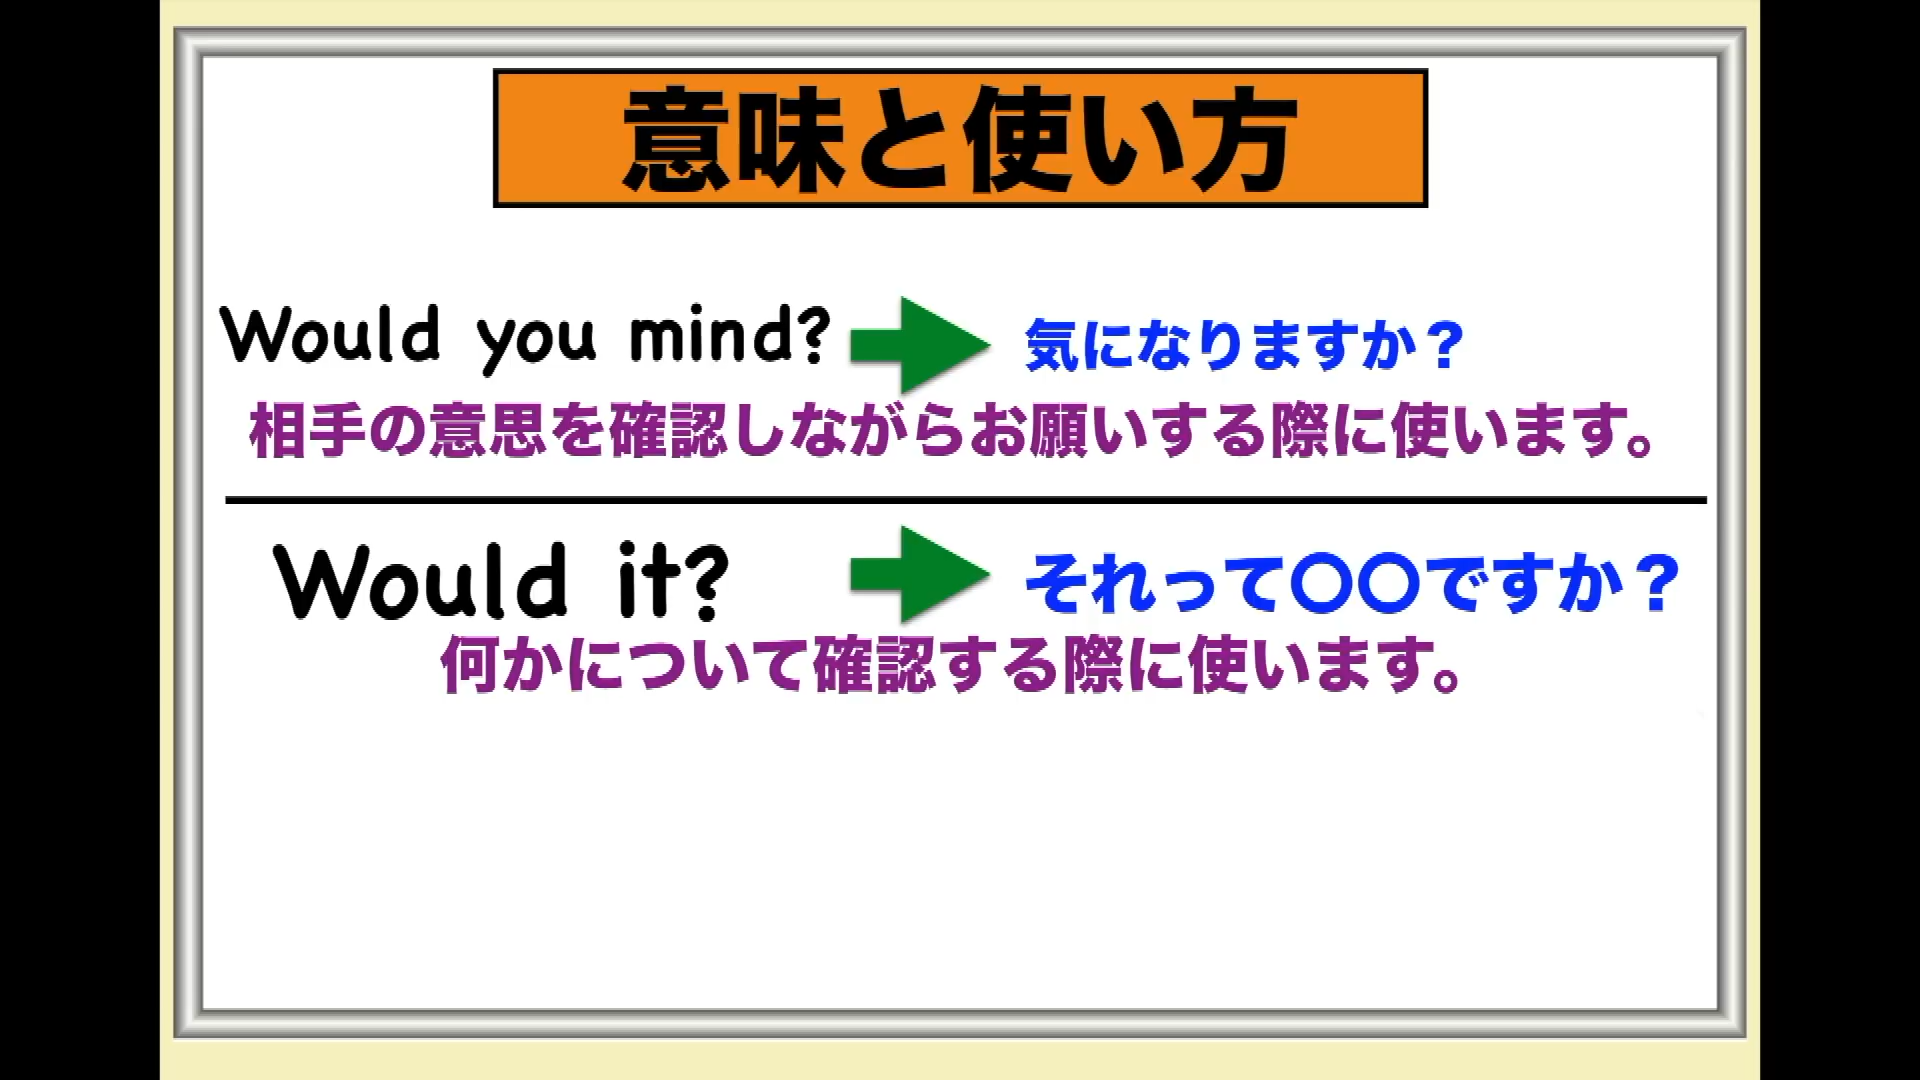 意味と使い方
Would you mind? 気になりますか？
相手の意思を確認しながらお願いする際に使います。
Would it? それって〇〇ですか？
何かについて確認する際に使います。